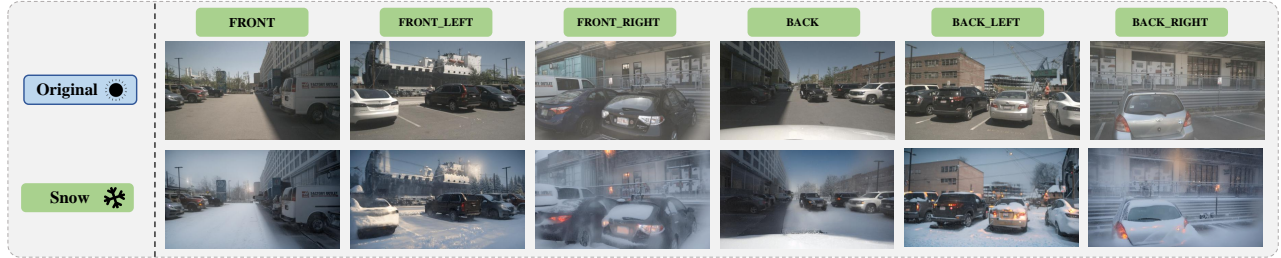 FRONT
FRONT_LEFT
FRONT_RIGHT
BACK
BACK_LEFT
BACK_RIGHT
Original
Snow